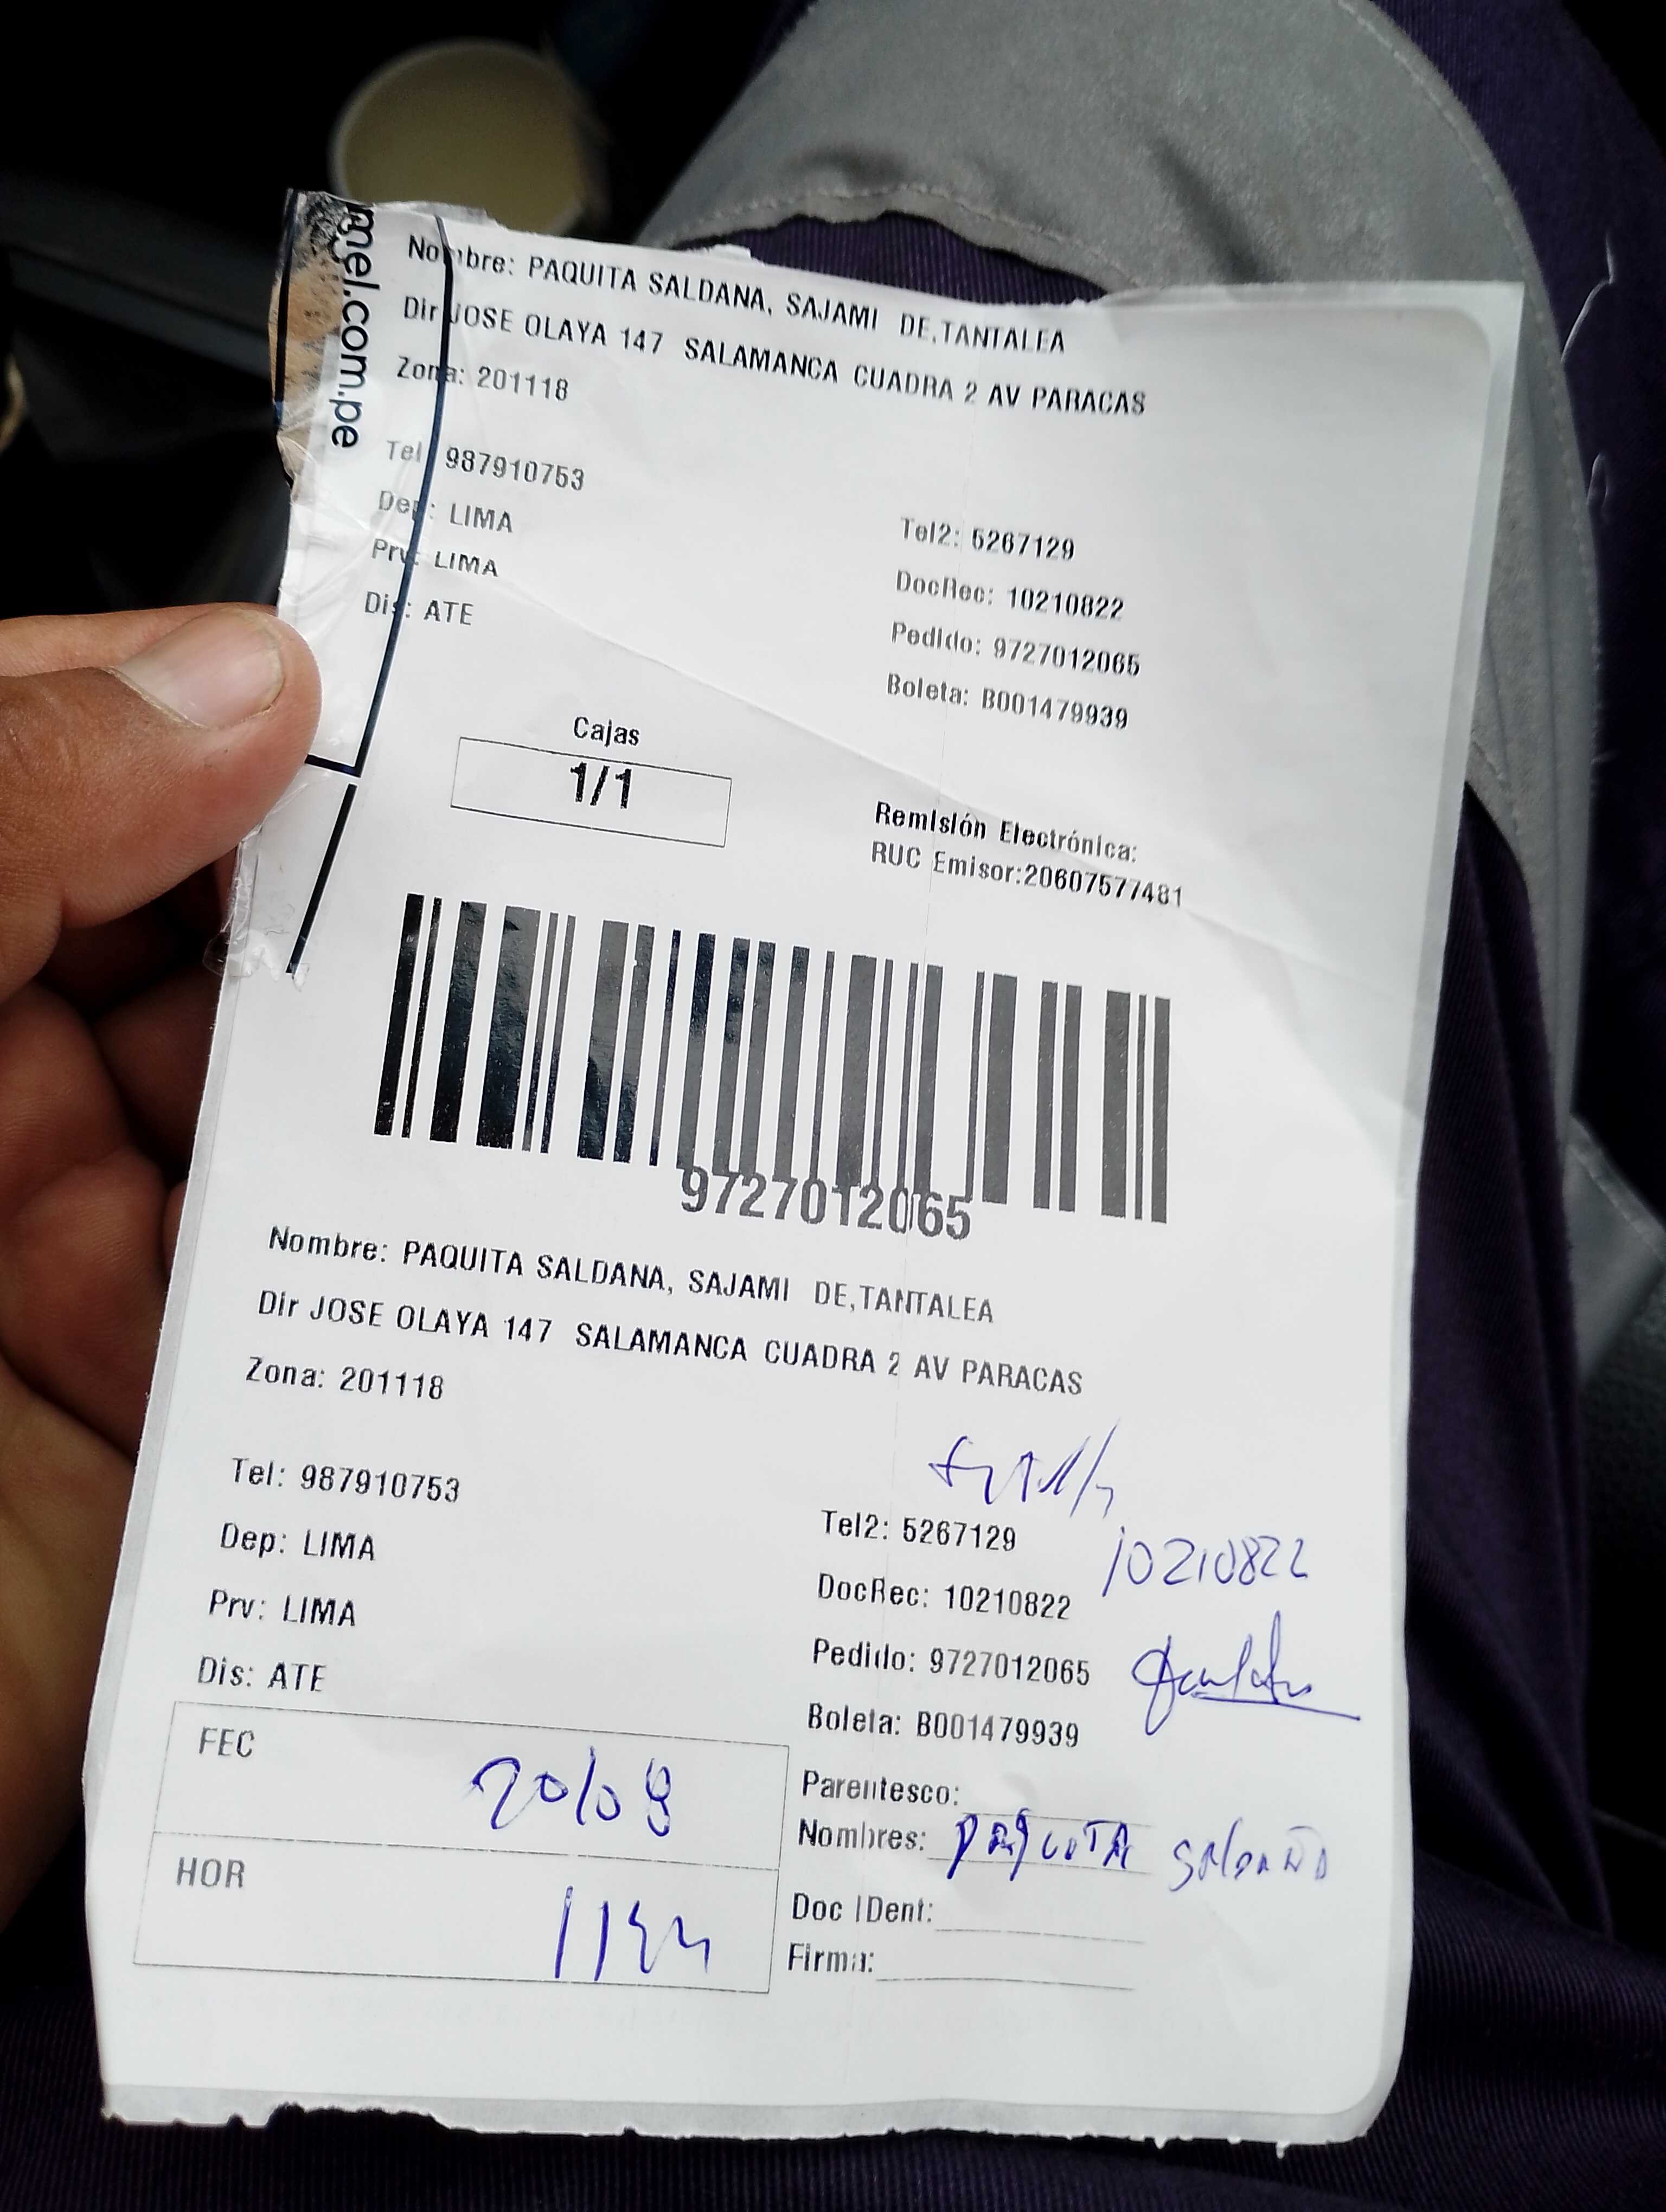 mel.com.pe
Nombre: PAQUITA SALDANA, SAJAMI DE,TANTALEA
Dir JOSE OLAYA 147 SALAMANCA CUADRA 2 AV PARACAS
Zona: 201118
Tel: 987910753
Dep: LIMA
Prv: LIMA
Dis: ATE
Tel2: 5267129
DocRec: 10210822
Pedido: 9727012065
Boleta: B001479939
Cajas
1/1
Remisión Electrónica:
RUC Emisor:20607577481
9727012065
Nombre: PAQUITA SALDANA, SAJAMI DE,TANTALEA
Dir JOSE OLAYA 147 SALAMANCA CUADRA 2 AV PARACAS
Zona: 201118
Tel: 987910753
Dep: LIMA
Prv: LIMA
Dis: ATE
Tel2: 5267129
10210822
DocRec: 10210822
Pedido: 9727012065
Boleta: B001479939
FEC 20/08
HOR
Parentesco:
Nombres: PAQUITA SALDAÑA
Doc IDent:
Firma: